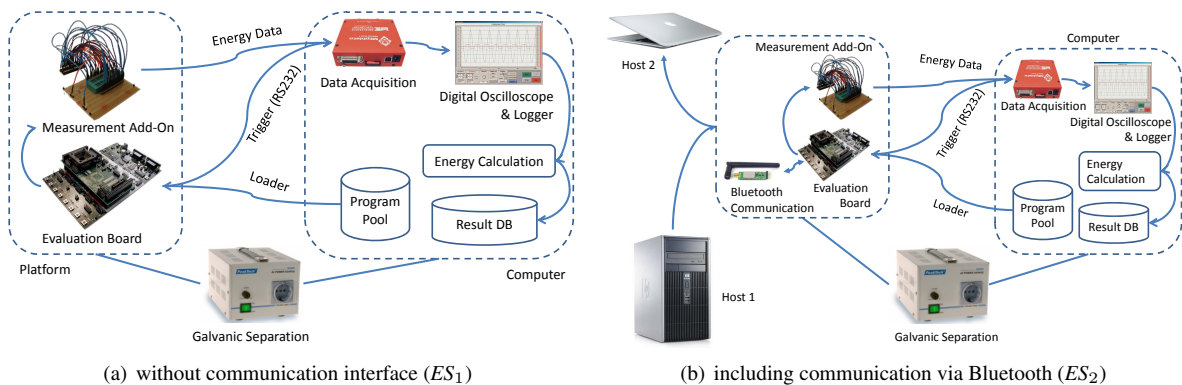 Energy Data
Trigger (RS232)
Data Acquisition
Digital Oscilloscope
& Logger
Measurement Add-On
Energy Calculation
Loader
Program
Pool
Result DB
Evaluation Board
Platform
Computer
Galvanic Separation
(a) without communication interface (ES1)
Host 2
Measurement Add-On
Computer
Energy Data
Trigger (RS232)
Data Acquisition
Digital Oscilloscope
& Logger
Bluetooth
Communication
Evaluation
Board
Energy
Calculation
Loader
Program
Pool
Result DB
Host 1
Galvanic Separation
(b) including communication via Bluetooth (ES2)